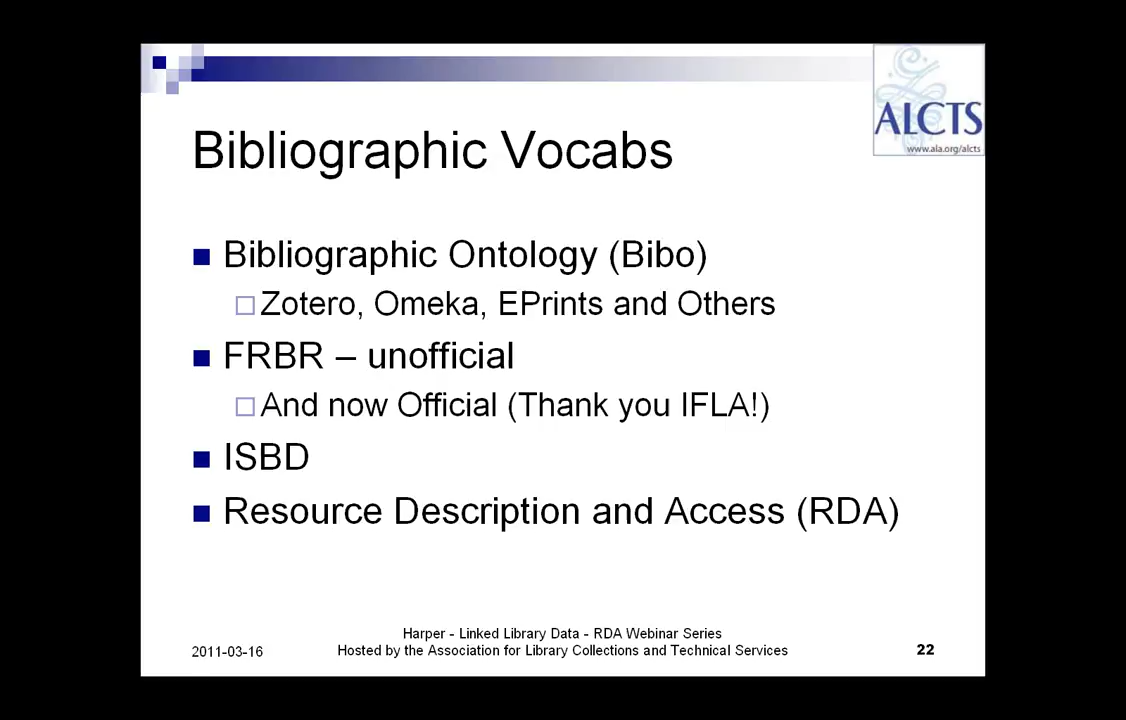 ALCTS
www.ala.org/alcts
Bibliographic Vocabs
Bibliographic Ontology (Bibo)
Zotero, Omeka, EPrints and Others
FRBR – unofficial
And now Official (Thank you IFLA!)
ISBD
Resource Description and Access (RDA)
2011-03-16
Harper - Linked Library Data - RDA Webinar Series
Hosted by the Association for Library Collections and Technical Services
22